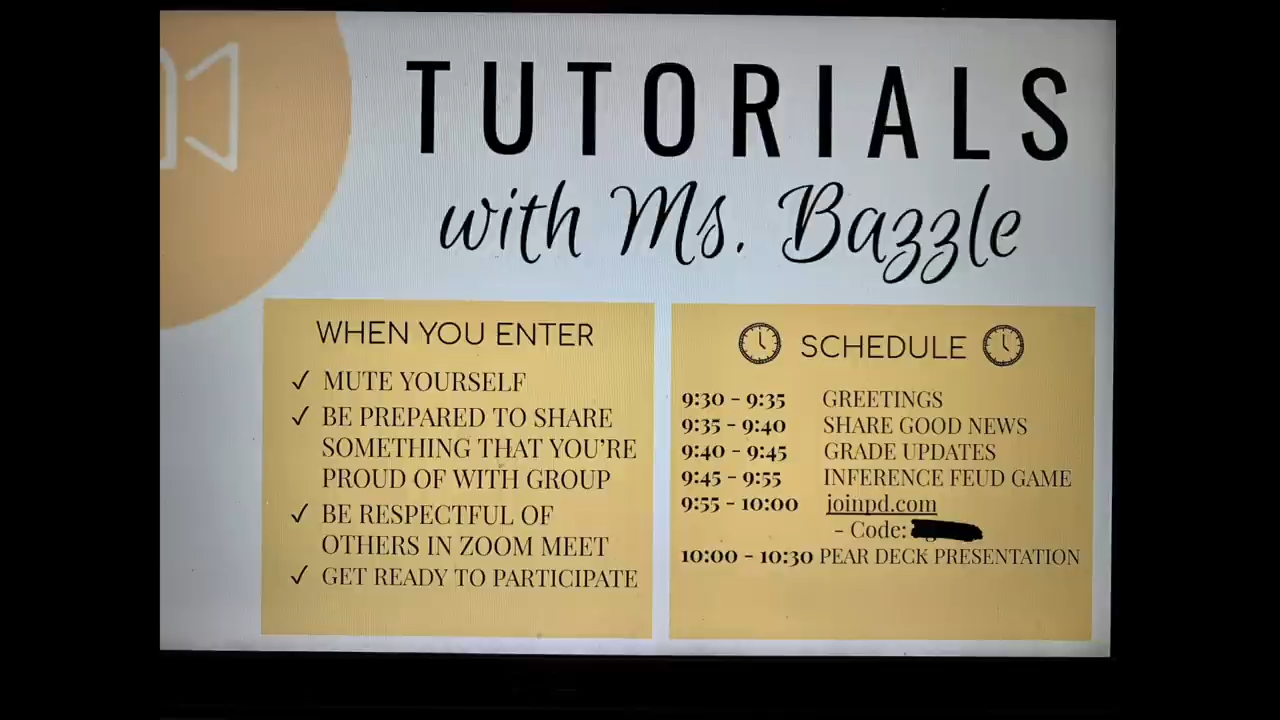 TUTORIALS
with Ms. Bazzle
WHEN YOU ENTER
✓ MUTE YOURSELF
✓ BE PREPARED TO SHARE
SOMETHING THAT YOU'RE
PROUD OF WITH GROUP
✓ BE RESPECTFUL OF
OTHERS IN ZOOM MEET
✓ GET READY TO PARTICIPATE
SCHEDULE
9:30 - 9:35 GREETINGS
9:35 - 9:40 SHARE GOOD NEWS
9:40 - 9:45 GRADE UPDATES
9:45 - 9:55 INFERENCE FEUD GAME
9:55 - 10:00 joinpd.com
- Code:
10:00 - 10:30 PEAR DECK PRESENTATION